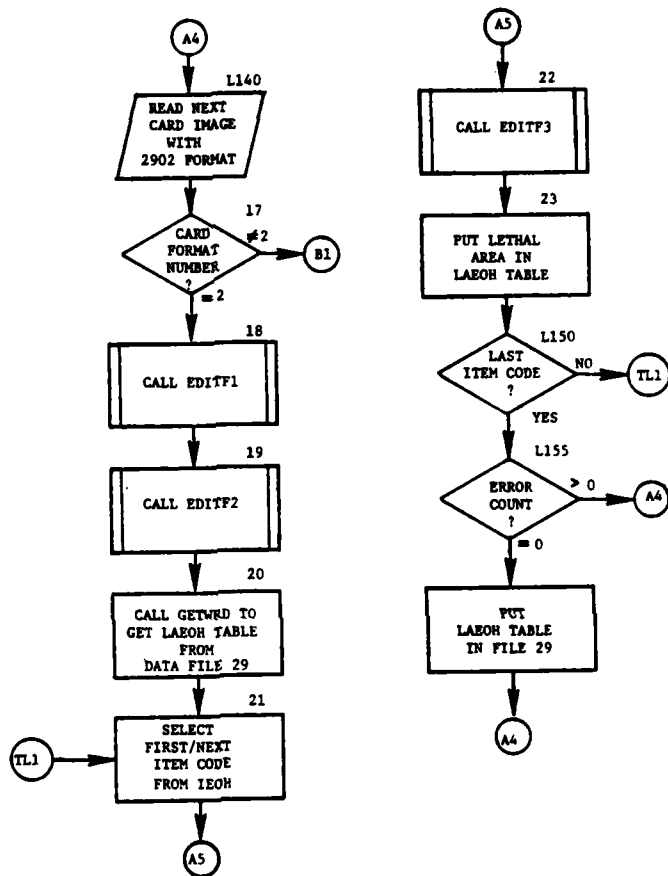 A4
L140
READ NEXT
CARD IMAGE
WITH
2902 FORMAT
17
CARD
FORMAT
NUMBER
?
≠2
B1
= 2
18
CALL EDITF1
19
CALL EDITF2
20
CALL GETWRD TO
GET LAEOH TABLE
FROM
DATA FILE 29
21
TL1
SELECT
FIRST/NEXT
ITEM CODE
FROM IEOH
A5
A5
22
CALL EDITF3
23
PUT LETHAL
AREA IN
LAEOH TABLE
L150
LAST
ITEM CODE
?
NO
TL1
YES
L155
ERROR
COUNT
?
> 0
A4
= 0
PUT
LAEOH TABLE
IN FILE 29
A4